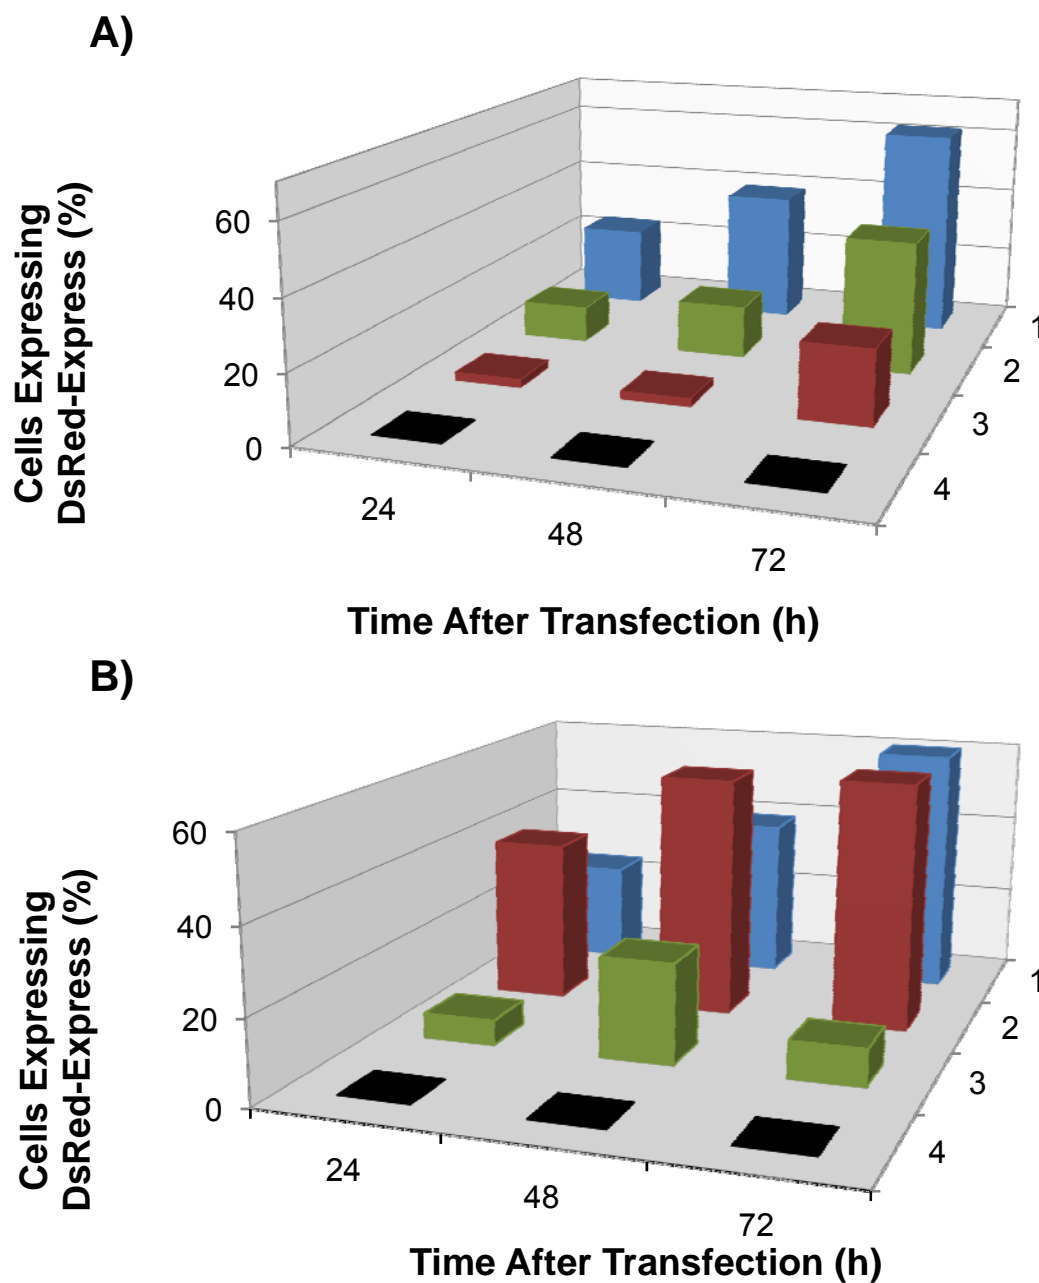 A)
Cells Expressing
DsRed-Express (%)
60
40
20
0
24
48
72
1
2
3
4
Time After Transfection (h)
B)
Cells Expressing
DsRed-Express (%)
60
40
20
0
24
48
72
1
2
3
4
Time After Transfection (h)